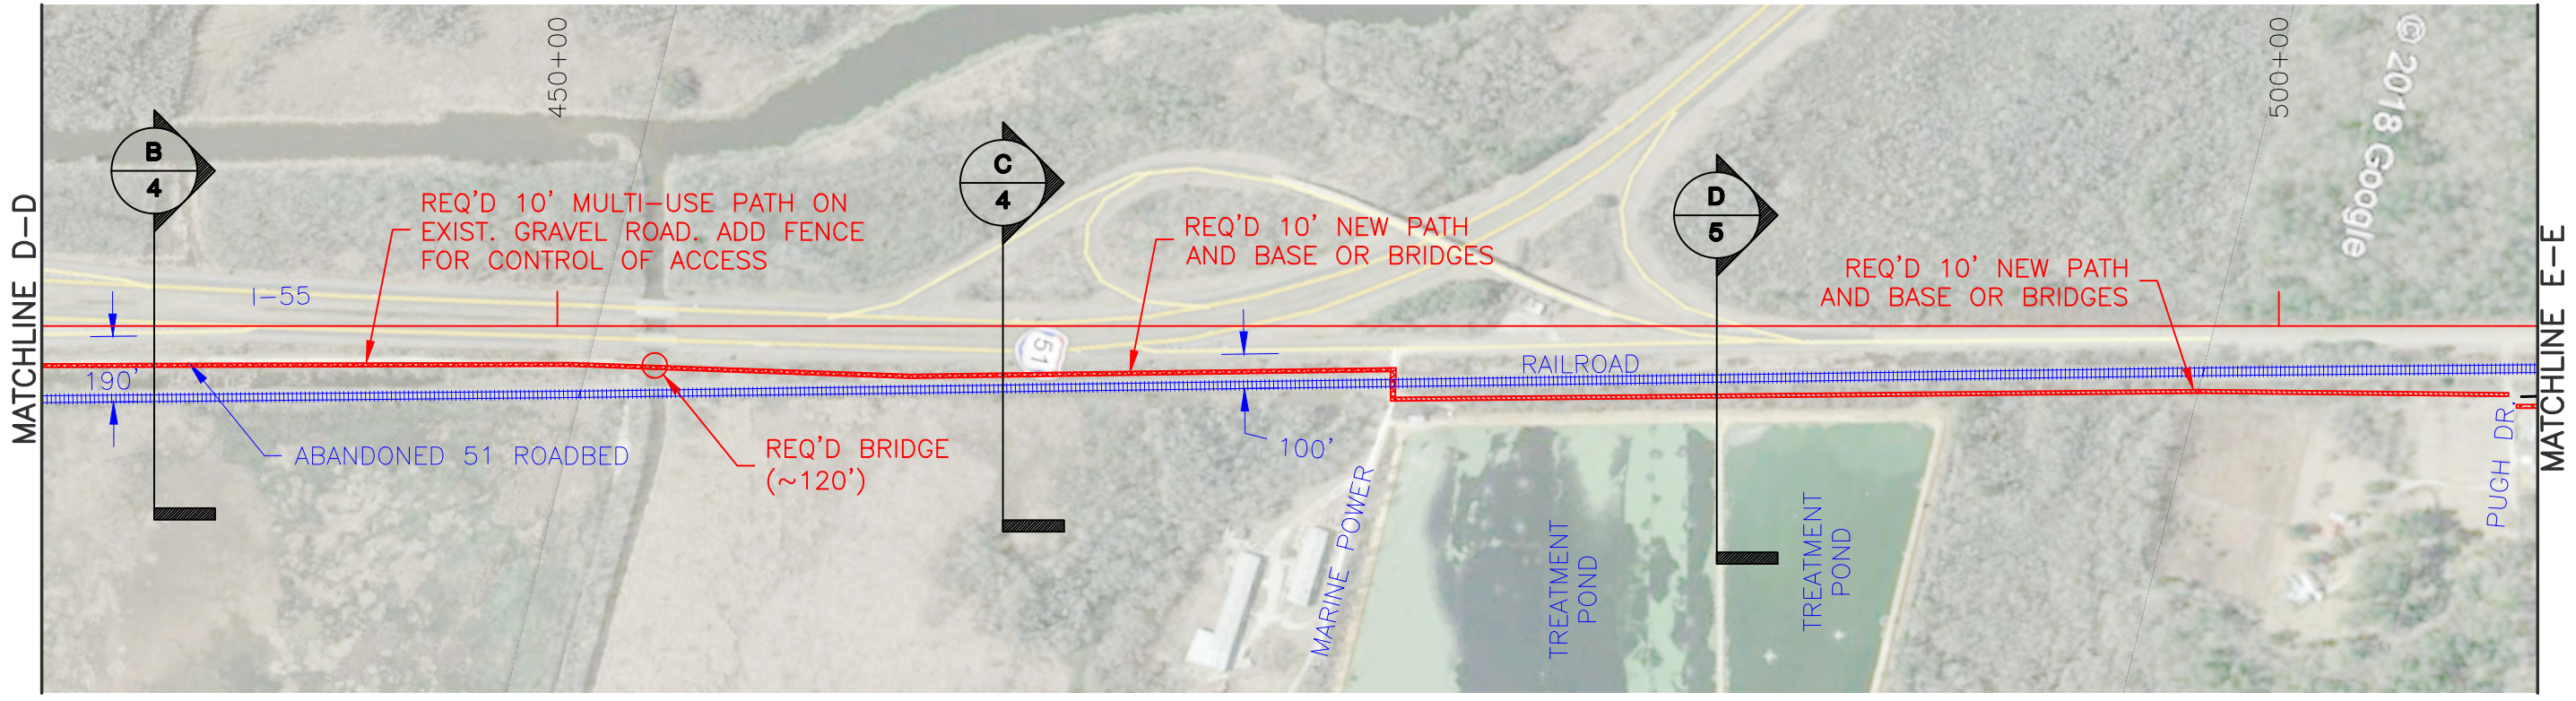 MATCHLINE D-D
B
4
450+00
REQ'D 10' MULTI-USE PATH ON
EXIST. GRAVEL ROAD. ADD FENCE
FOR CONTROL OF ACCESS
I-55
190'
ABANDONED 51 ROADBED
REQ'D BRIDGE
(~120')
C
4
51
REQ'D 10' NEW PATH
AND BASE OR BRIDGES
100'
MARINE POWER
RAILROAD
TREATMENT
POND
D
5
TREATMENT
POND
REQ'D 10' NEW PATH
AND BASE OR BRIDGES
500+00
© 2018 Google
PUGH DR.
MATCHLINE E-E